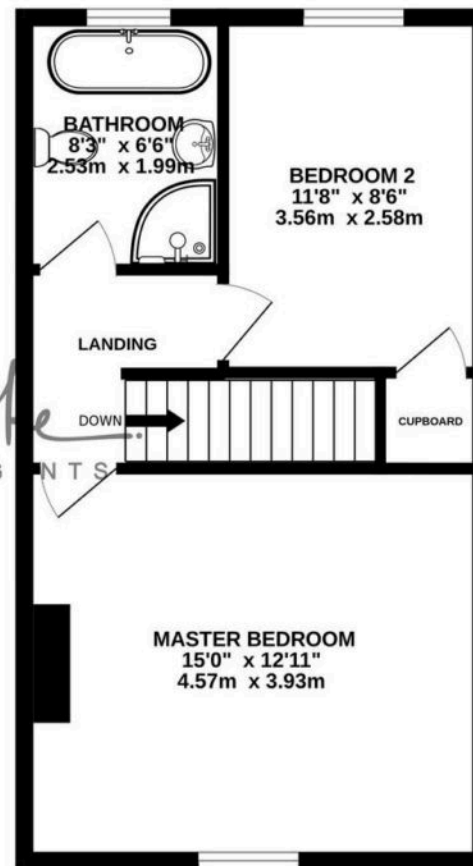 BATHROOM
8'3" x 6'6"
2.53m x 1.99m
BEDROOM 2
11'8" x 8'6"
3.56m x 2.58m
LANDING
DOWN
CUPBOARD
NTS
MASTER BEDROOM
15'0" x 12'11"
4.57m x 3.93m